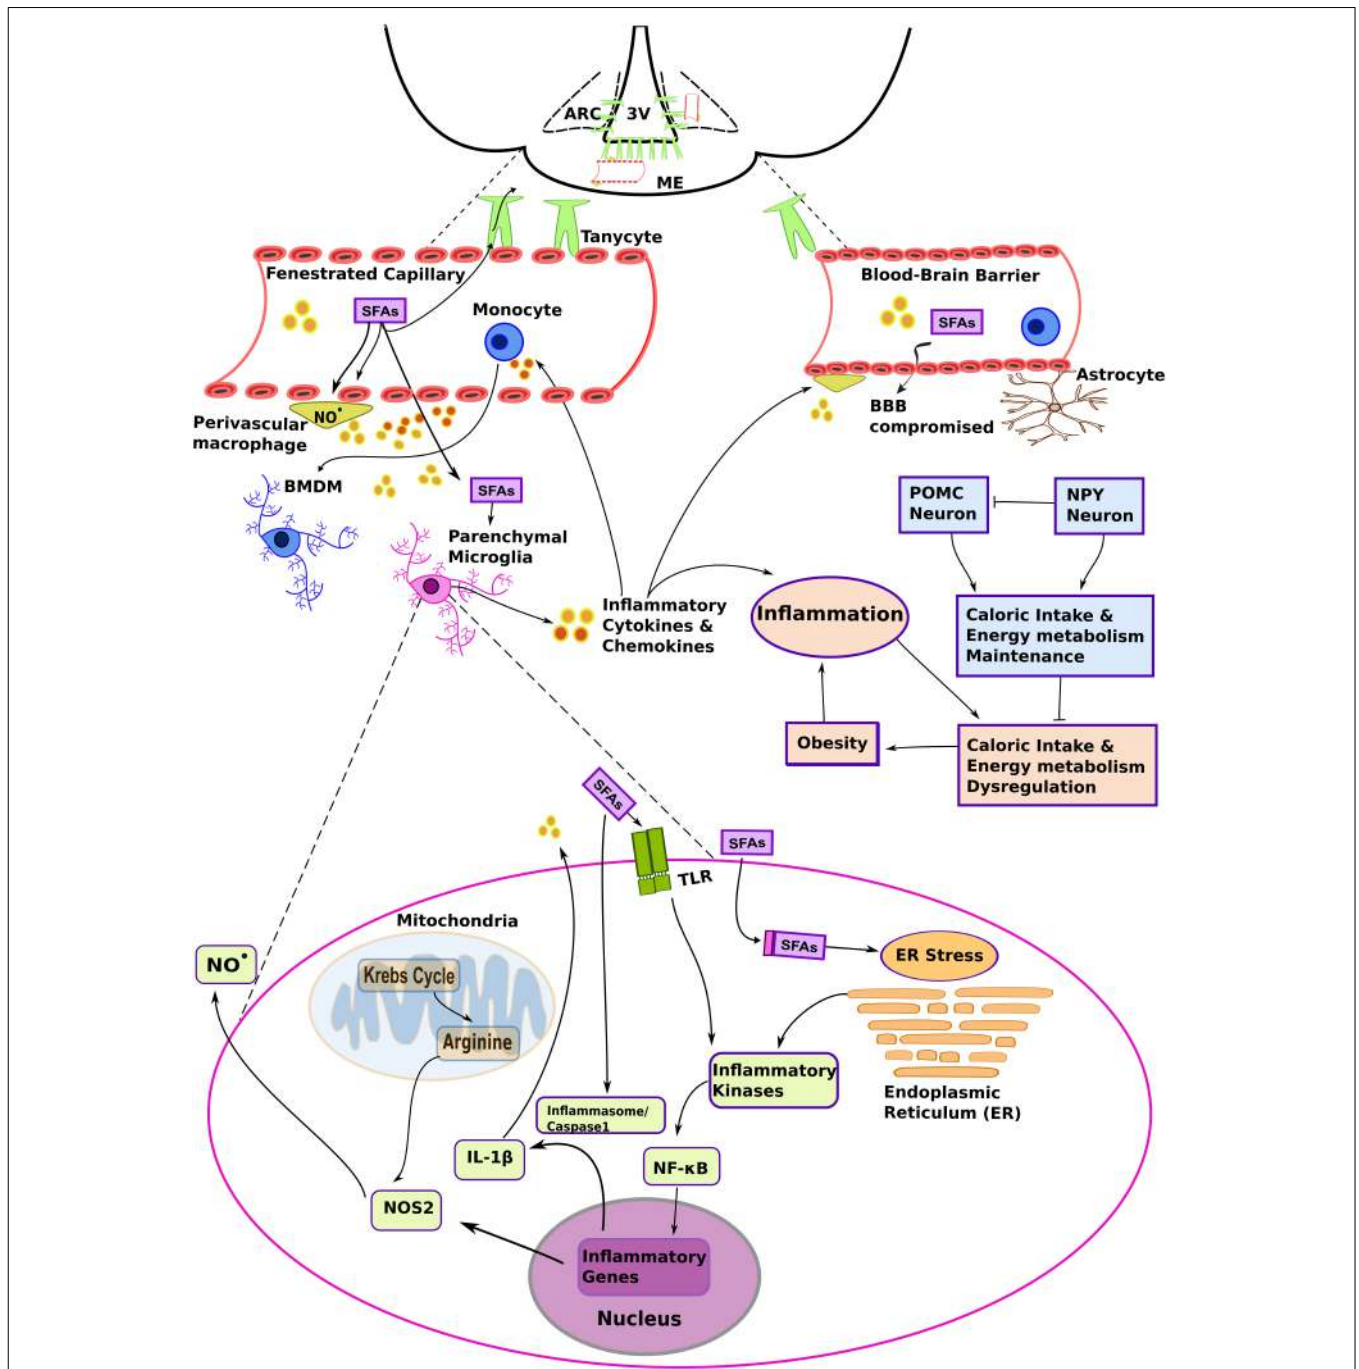 ARC
3V
ME
Tanycyte
Fenestrated Capillary
SFAs
Monocyte
NO•
Perivascular
macrophage
BMDM
SFAs
Parenchymal
Microglia
Inflammatory
Cytokines &
Chemokines
Blood-Brain Barrier
SFAs
Astrocyte
BBB
compromised
POMC
Neuron
NPY
Neuron
Inflammation
Caloric Intake &
Energy metabolism
Maintenance
Obesity
Caloric Intake &
Energy metabolism
Dysregulation
SFAs
TLR
SFAs
SFAs
ER Stress
Mitochondria
Krebs Cycle
Arginine
NO•
Inflammatory
Kinases
Endoplasmic
Reticulum (ER)
Inflammasome/
Caspase1
IL-1β
NF-κB
NOS2
Inflammatory
Genes
Nucleus